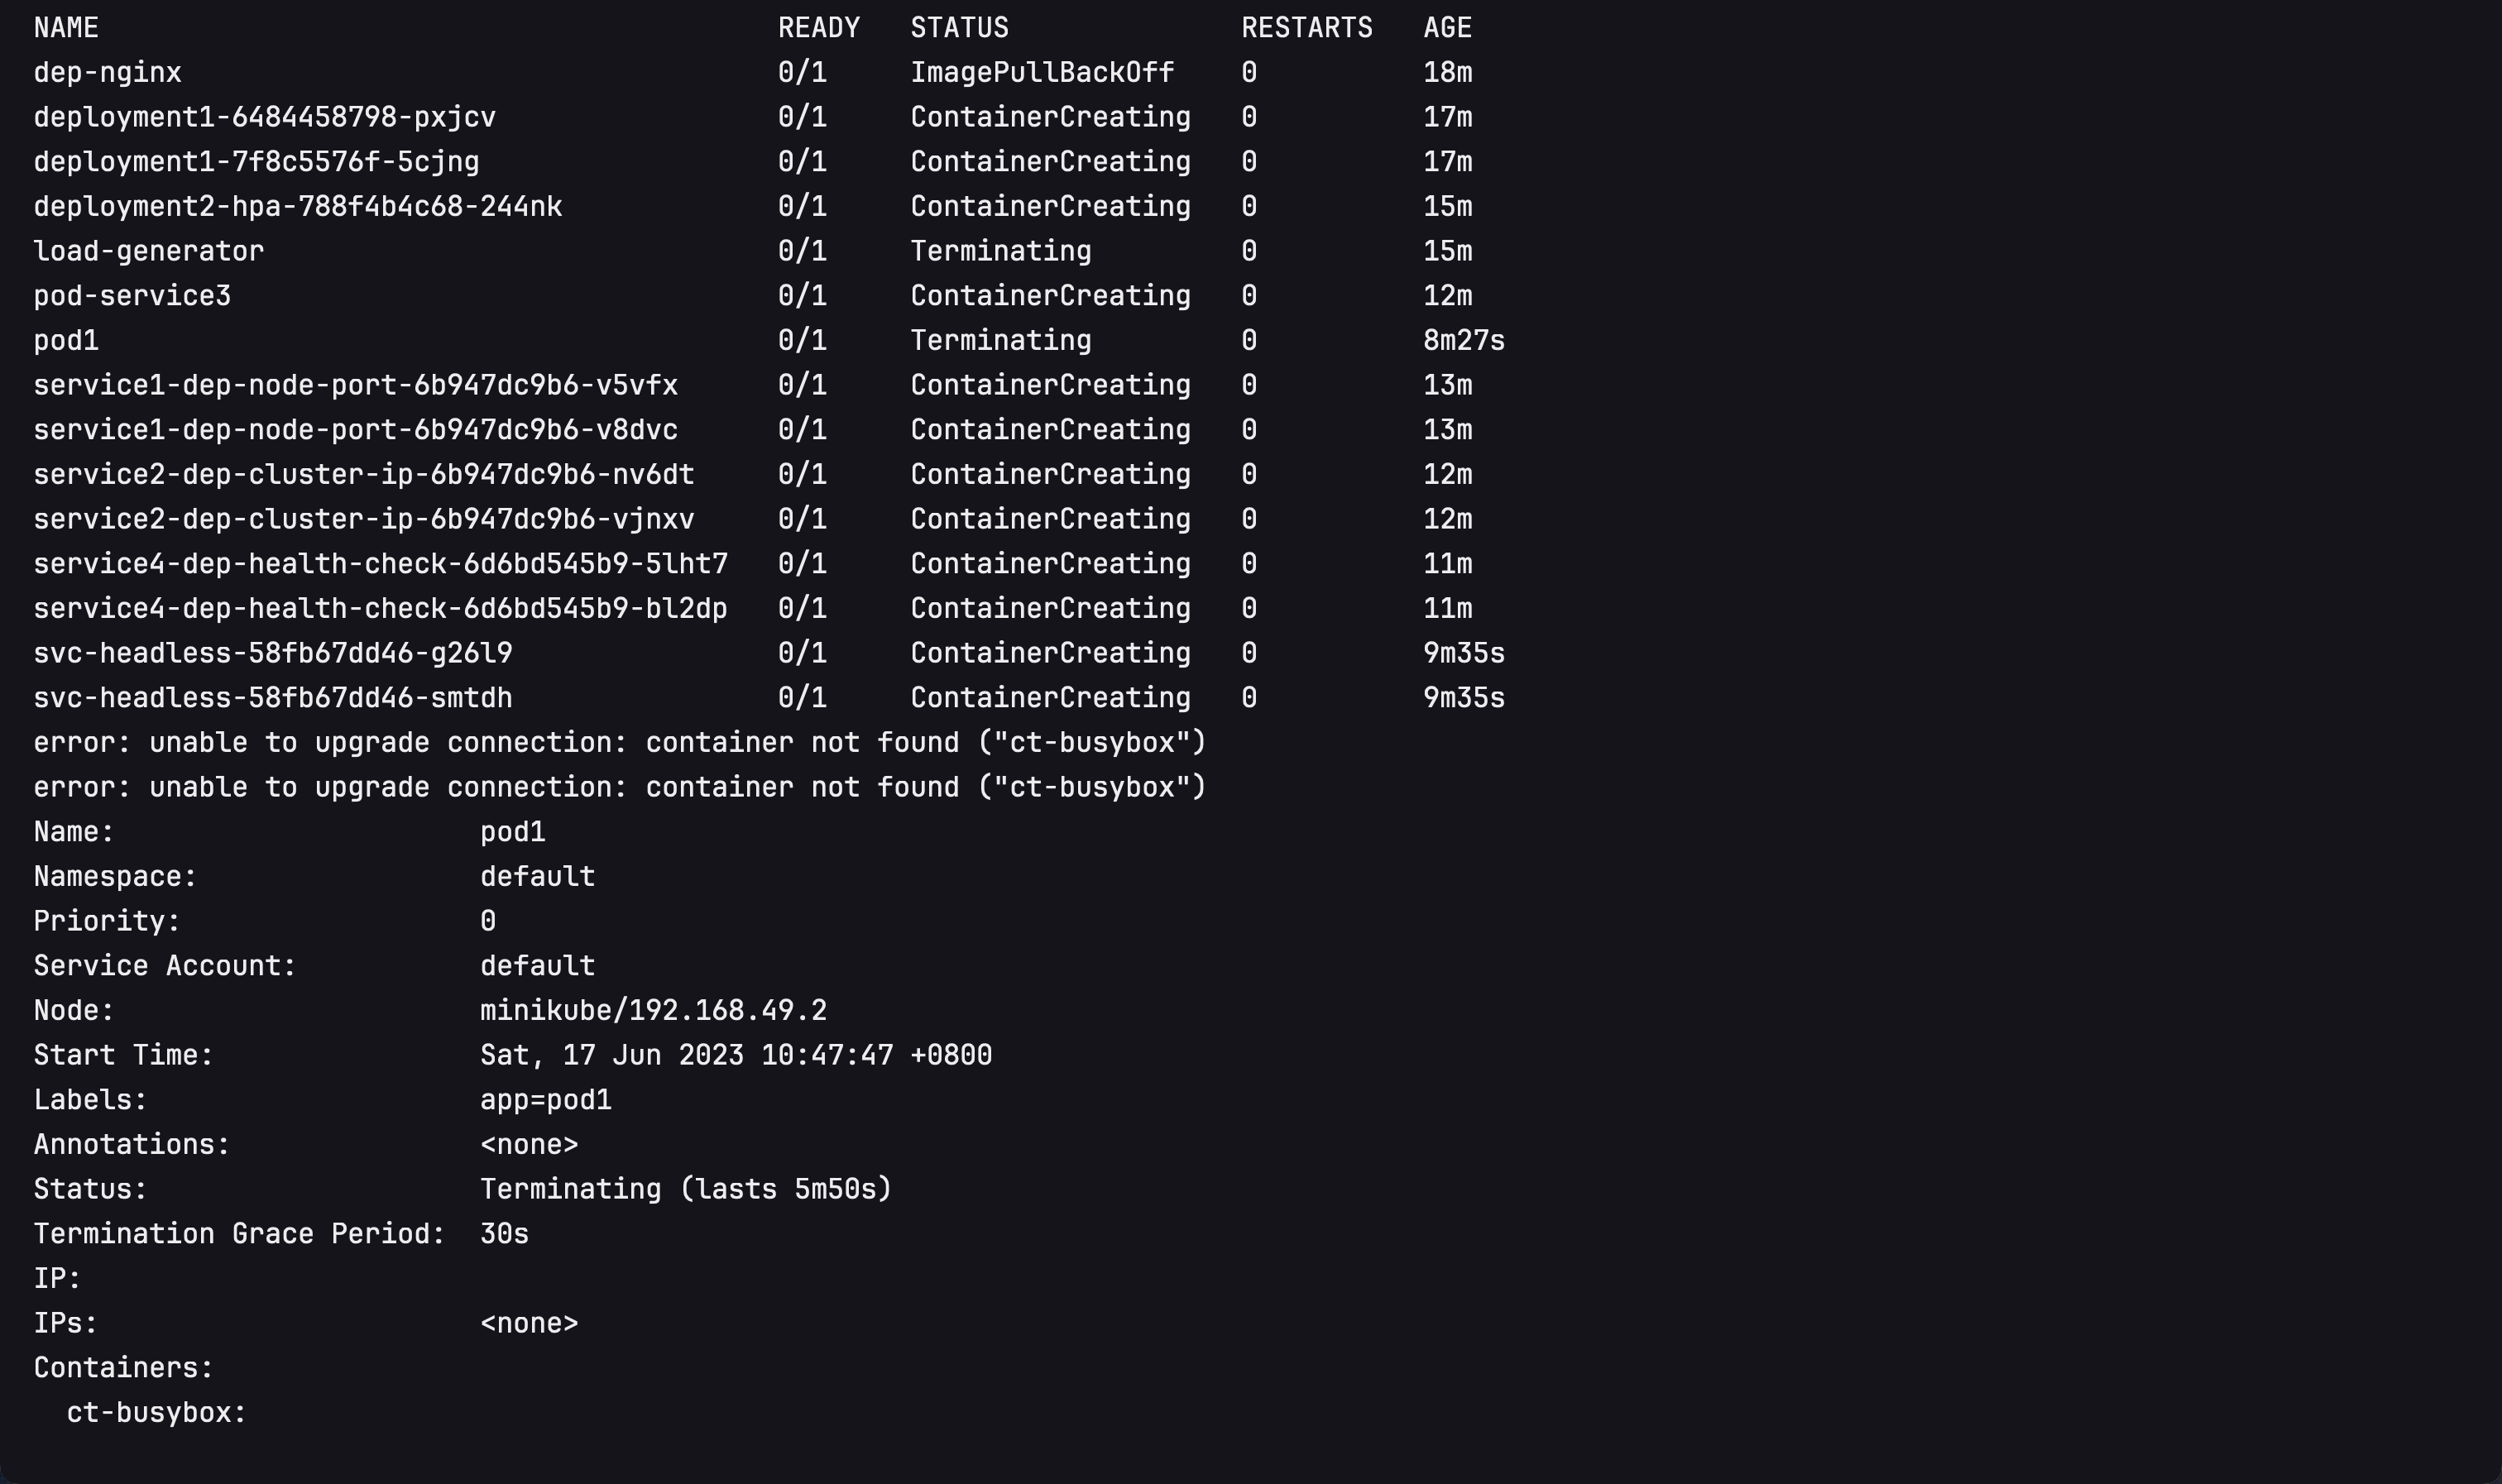 NAME                                         READY   STATUS              RESTARTS   AGE
dep-nginx                                    0/1     ImagePullBackOff    0          18m
deployment1-6484458798-pxjcv                 0/1     ContainerCreating   0          17m
deployment1-7f8c5576f-5cjng                  0/1     ContainerCreating   0          17m
deployment2-hpa-788f4b4c68-244nk             0/1     ContainerCreating   0          15m
load-generator                               0/1     Terminating         0          15m
pod-service3                                 0/1     ContainerCreating   0          12m
pod1                                         0/1     Terminating         0          8m27s
service1-dep-node-port-6b947dc9b6-v5vfx      0/1     ContainerCreating   0          13m
service1-dep-node-port-6b947dc9b6-v8dvc      0/1     ContainerCreating   0          13m
service2-dep-cluster-ip-6b947dc9b6-nv6dt     0/1     ContainerCreating   0          12m
service2-dep-cluster-ip-6b947dc9b6-vjnxv     0/1     ContainerCreating   0          12m
service4-dep-health-check-6d6bd545b9-5lht7   0/1     ContainerCreating   0          11m
service4-dep-health-check-6d6bd545b9-bl2dp   0/1     ContainerCreating   0          11m
svc-headless-58fb67dd46-g26l9                0/1     ContainerCreating   0          9m35s
svc-headless-58fb67dd46-smtdh                0/1     ContainerCreating   0          9m35s
error: unable to upgrade connection: container not found ("ct-busybox")
error: unable to upgrade connection: container not found ("ct-busybox")
Name:                      pod1
Namespace:                 default
Priority:                  0
Service Account:           default
Node:                      minikube/192.168.49.2
Start Time:                Sat, 17 Jun 2023 10:47:47 +0800
Labels:                    app=pod1
Annotations:               <none>
Status:                    Terminating (lasts 5m50s)
Termination Grace Period:  30s
IP:
IPs:                       <none>
Containers:
  ct-busybox: